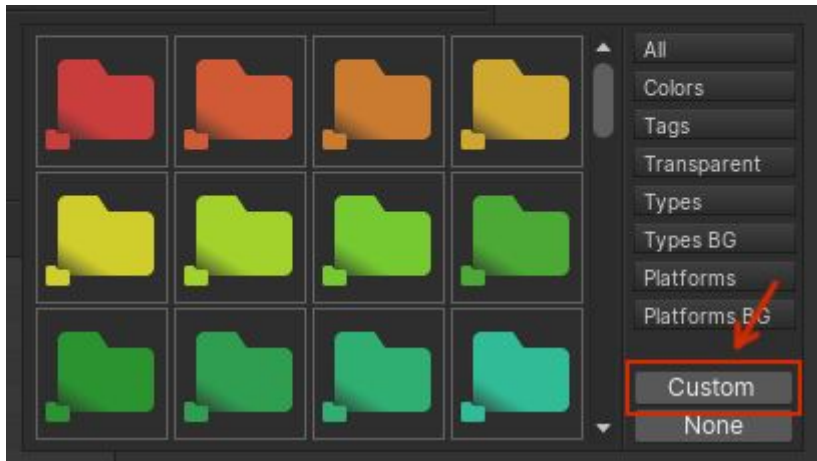 All
Colors
Tags
Transparent
Types
Types BG
Platforms
Platforms BG
Custom
None